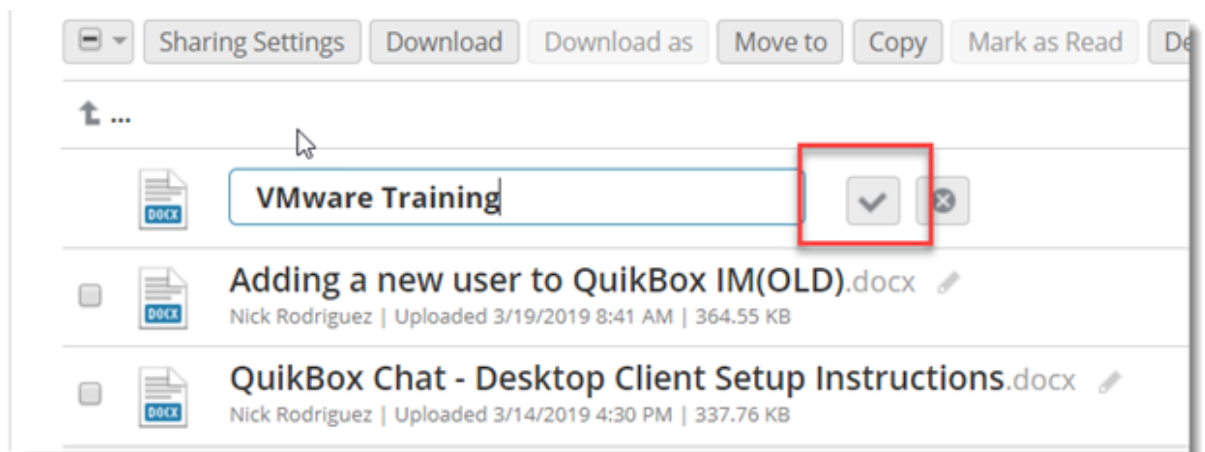 Sharing Settings Download Download as Move to Copy Mark as Read De
...
DOCX VMware Training
DOCX Adding a new user to QuikBox IM(OLD).docx
Nick Rodriguez | Uploaded 3/19/2019 8:41 AM | 364.55 KB
DOCX QuikBox Chat - Desktop Client Setup Instructions.docx
Nick Rodriguez | Uploaded 3/14/2019 4:30 PM | 337.76 KB